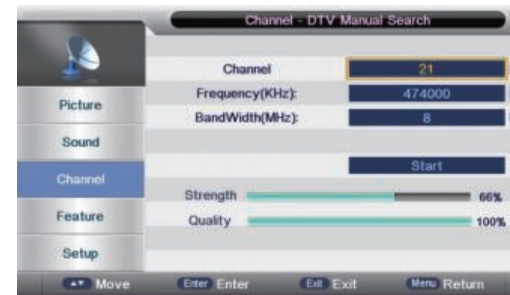 Channel - DTV Manual Search
Channel 21
Frequency(KHz): 474000
BandWidth(MHz): 8
Start
Strength 66%
Quality 100%
Picture
Sound
Channel
Feature
Setup
Move Enter Enter Exit Exit Menu Return